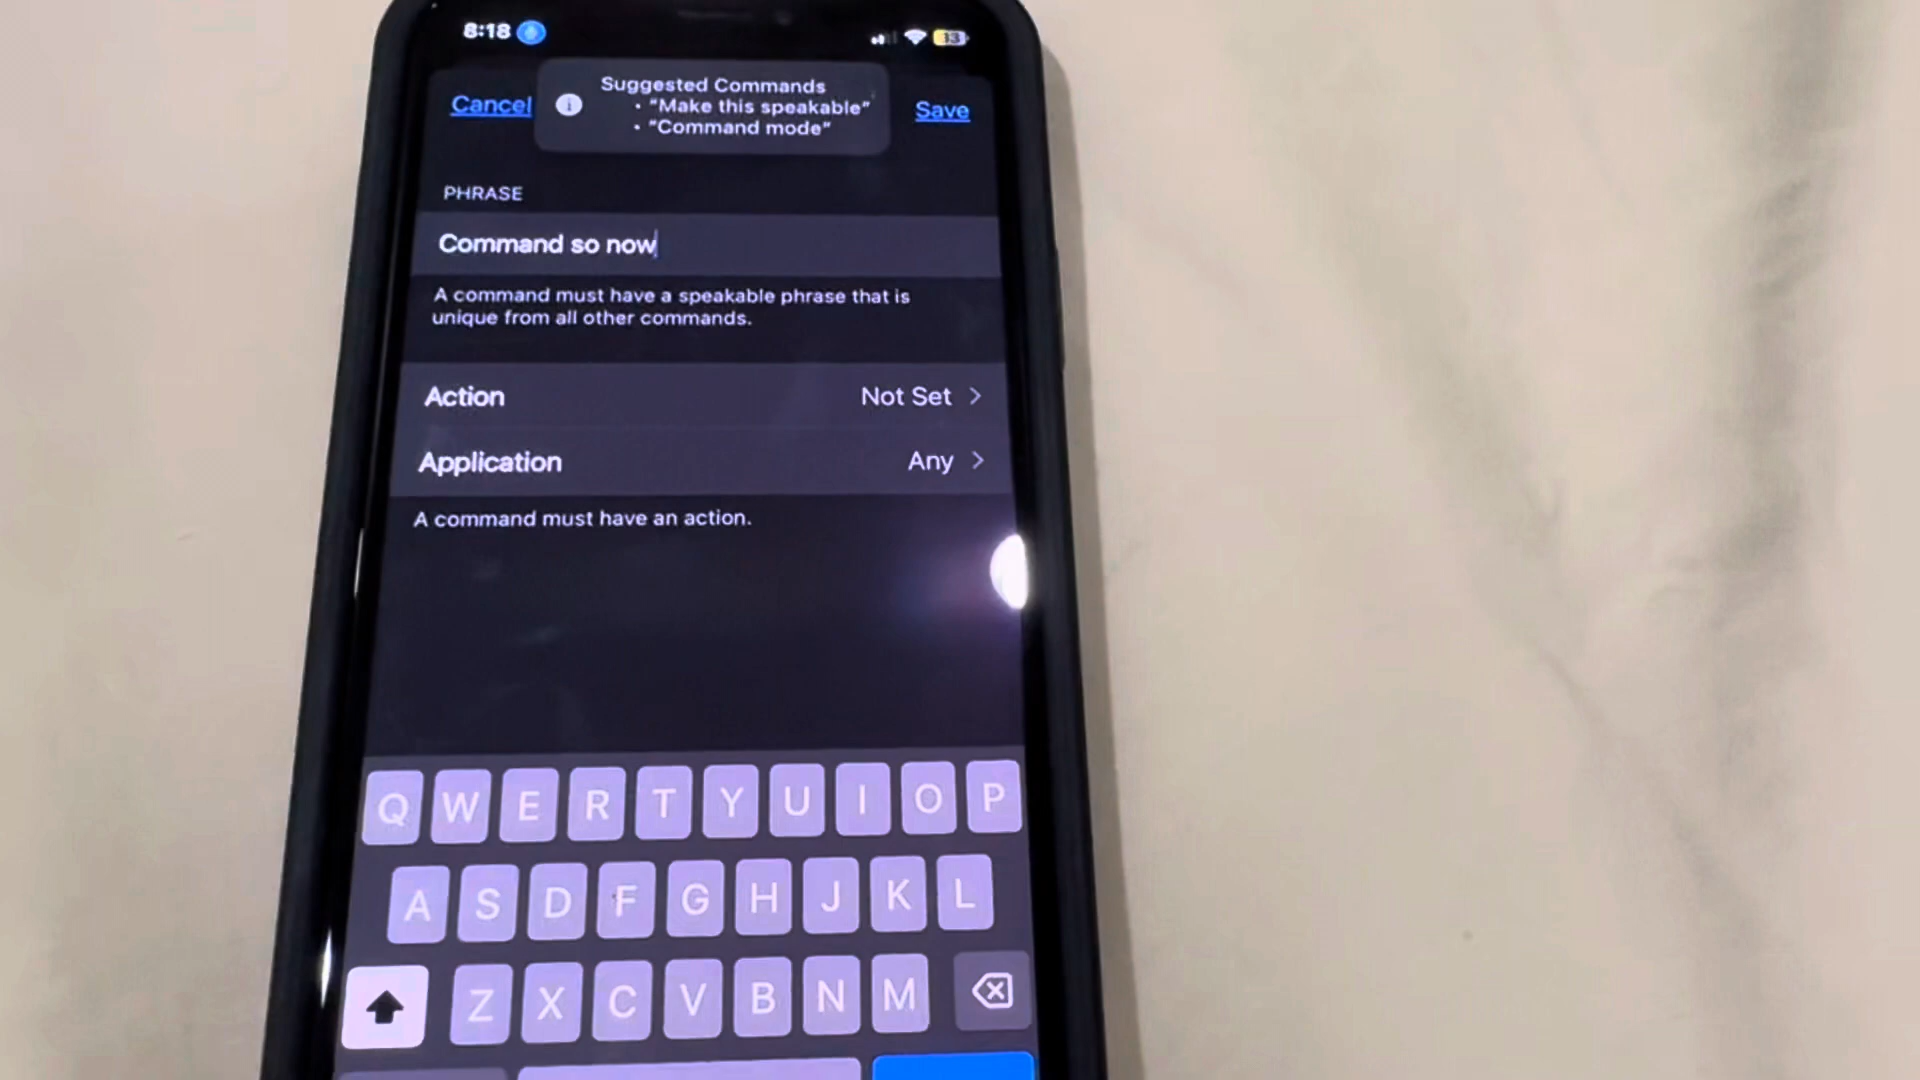 8:18
33
Cancel
Suggested Commands
• “Make this speakable”
• “Command mode”
Save
PHRASE
Command so now
A command must have a speakable phrase that is
unique from all other commands.
Action Not Set
Application Any
A command must have an action.
Q W E R T Y U I O P
A S D F G H J K L
Z X C V B N M